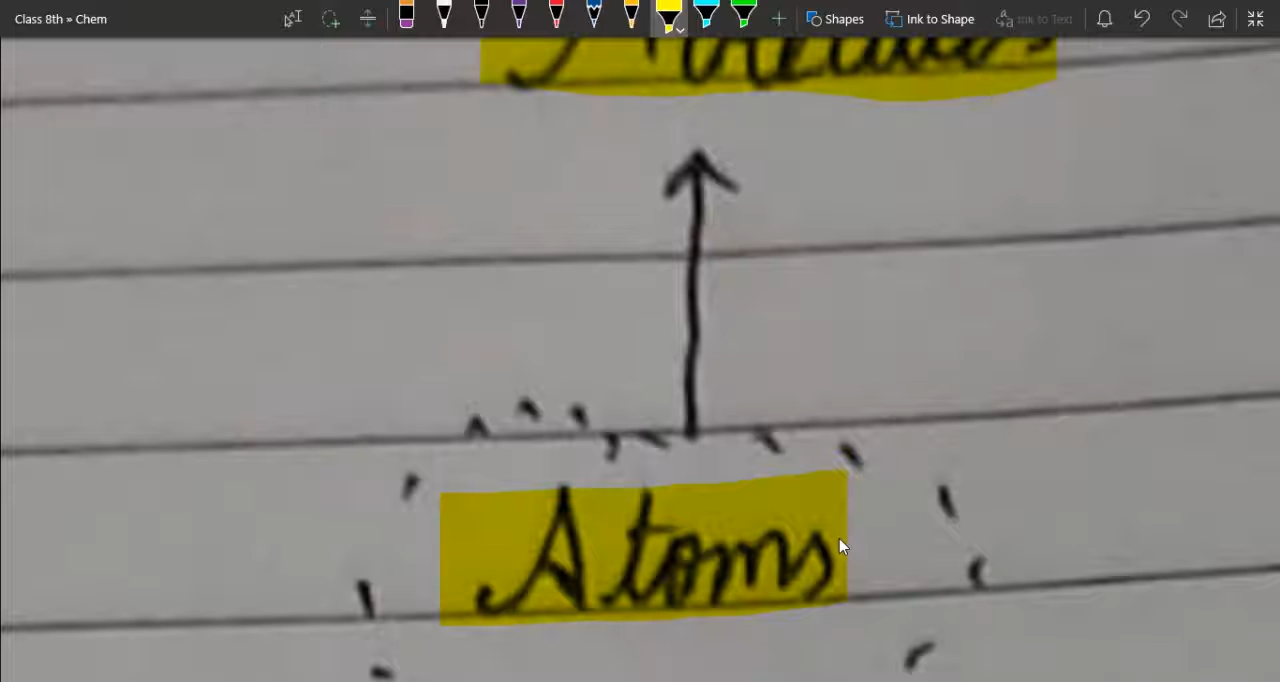 Class 8th » Chem
Shapes
Ink to Shape
Ink to Text
Atoms